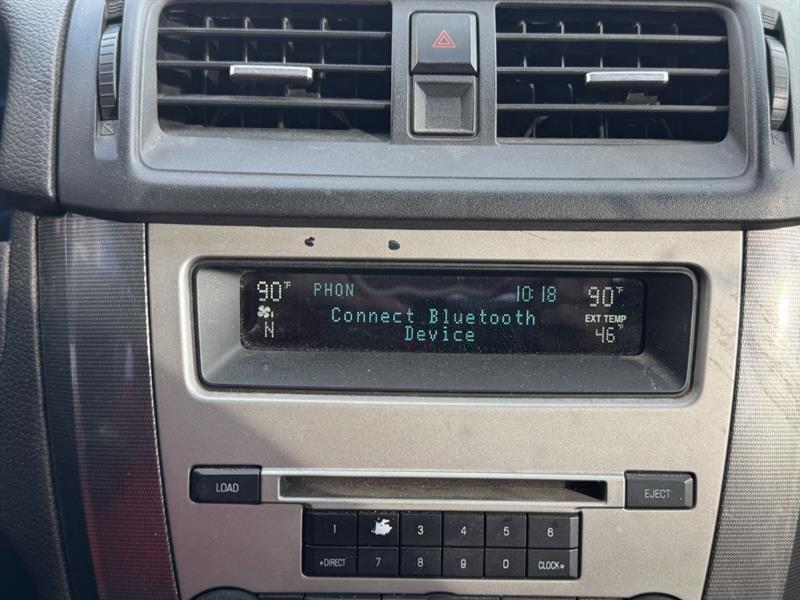 90°F PHON 10:18 90°F
Connect Bluetooth
EXT TEMP
N Device 46°F
LOAD
EJECT
1 3 4 5 6
*DIRECT 7 8 9 0 CLOCK#